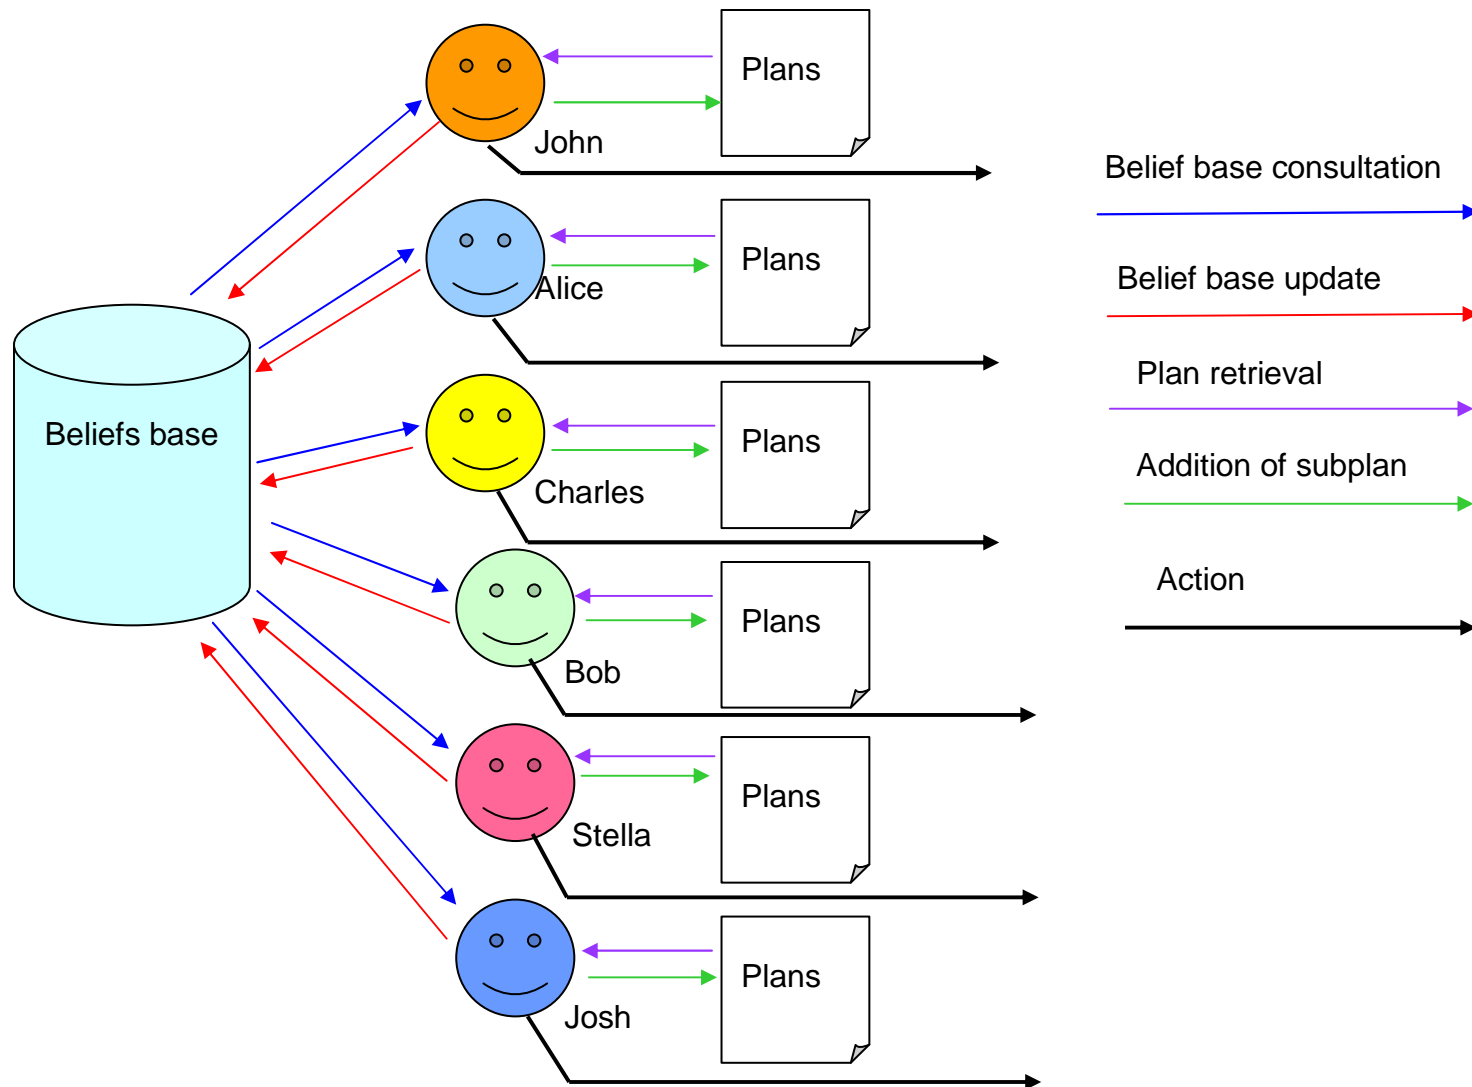 Plans
John
Belief base consultation
Plans
Alice
Belief base update
Plan retrieval
Beliefs base
Plans
Charles
Addition of subplan
Action
Plans
Bob
Plans
Stella
Plans
Josh